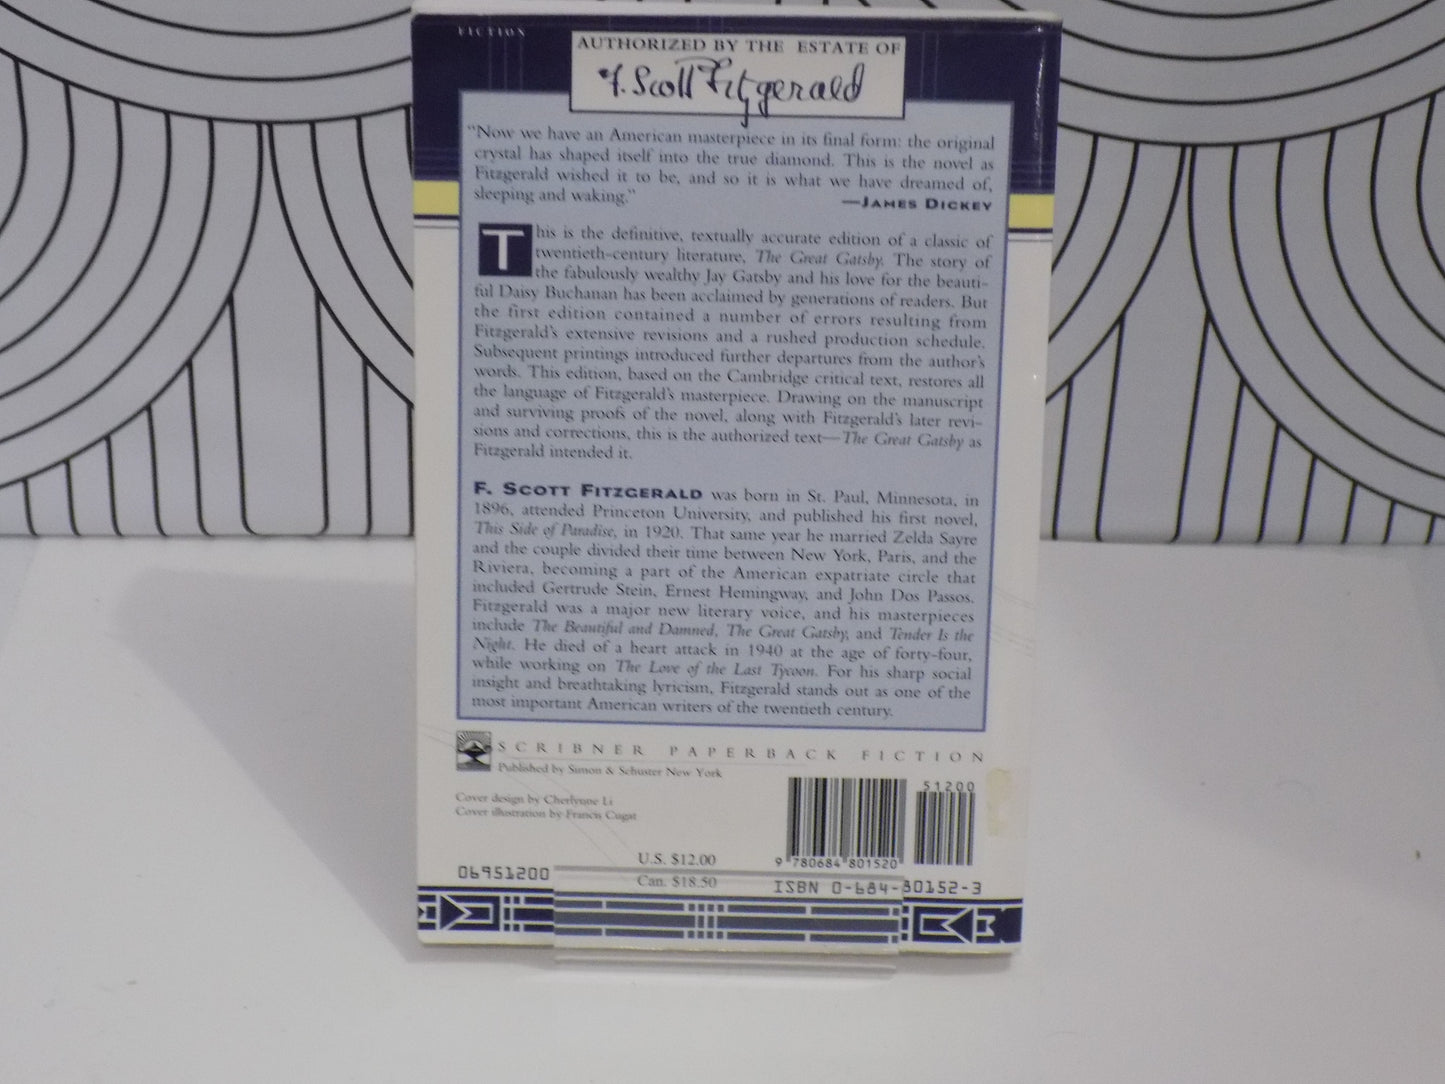 FICTION
AUTHORIZED BY THE ESTATE OF
F. Scott Fitzgerald
"Now we have an American masterpiece in its final form: the original
crystal has shaped itself into the true diamond. This is the novel as
Fitzgerald wished it to be, and so it is what we have dreamed of,
sleeping and waking."
—JAMES DICKEY
This is the definitive, textually accurate edition of a classic of
twentieth-century literature, The Great Gatsby. The story of
the fabulously wealthy Jay Gatsby and his love for the beauti-
ful Daisy Buchanan has been acclaimed by generations of readers. But
the first edition contained a number of errors resulting from
Fitzgerald's extensive revisions and a rushed production schedule.
Subsequent printings introduced further departures from the author's
words. This edition, based on the Cambridge critical text, restores all
the language of Fitzgerald's masterpiece. Drawing on the manuscript
and surviving proofs of the novel, along with Fitzgerald's later revi-
sions and corrections, this is the authorized text—The Great Gatsby as
Fitzgerald intended it.
F. SCOTT FITZGERALD was born in St. Paul, Minnesota, in
1896, attended Princeton University, and published his first novel,
This Side of Paradise, in 1920. That same year he married Zelda Sayre
and the couple divided their time between New York, Paris, and the
Riviera, becoming a part of the American expatriate circle that
included Gertrude Stein, Ernest Hemingway, and John Dos Passos.
Fitzgerald was a major new literary voice, and his masterpieces
include The Beautiful and Damned, The Great Gatsby, and Tender Is the
Night. He died of a heart attack in 1940 at the age of forty-four,
while working on The Love of the Last Tycoon. For his sharp social
insight and breathtaking lyricism, Fitzgerald stands out as one of the
most important American writers of the twentieth century.
SCRIBNER PAPERBACK FICTION
Published by Simon & Schuster New York
Cover design by Cherlynne Li
Cover illustration by Francis Cugat
51200
9 780684 801520
U.S. $12.00
06951200
Can. $18.50
ISBN 0-684-80152-3